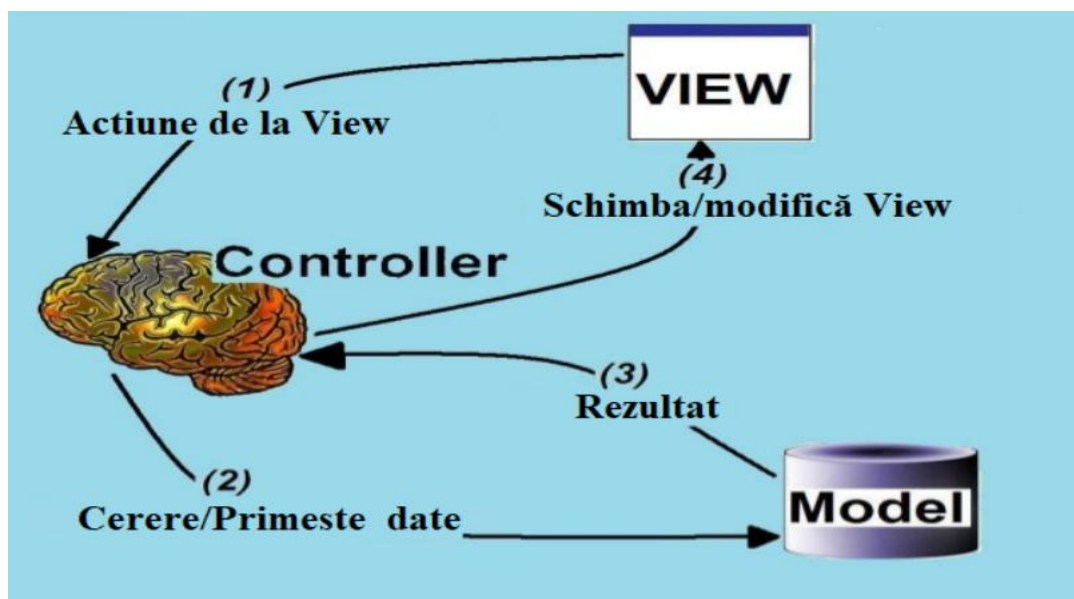 VIEW
(1)
Actiune de la View
(4)
Schimba/modifică View
Controller
(3)
Rezultat
(2)
Cerere/Primeste date
Model